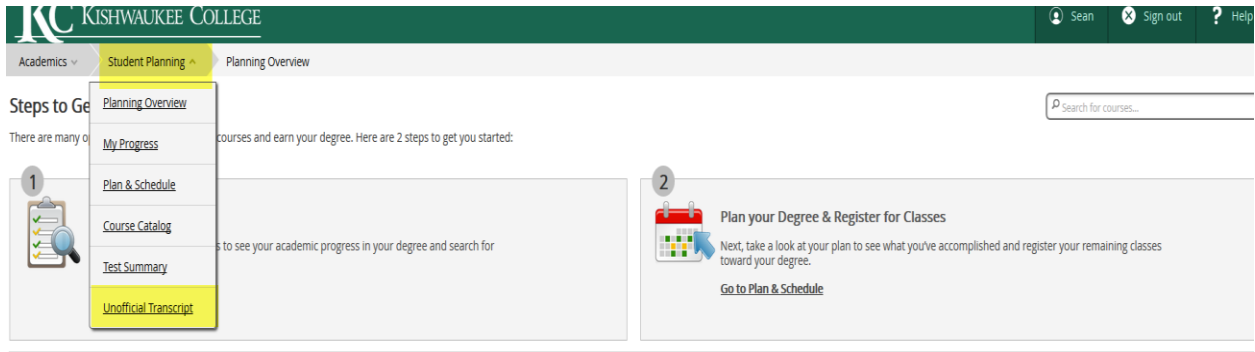 KC KISHWAUKEE COLLEGE
Sean Sign out ? Help
Academics Student Planning Planning Overview
Steps to Ge
Search for courses...
There are many o
courses and earn your degree. Here are 2 steps to get you started:
Planning Overview
My Progress
Plan & Schedule
Course Catalog
Test Summary
Unofficial Transcript
1
s to see your academic progress in your degree and search for
2
Plan your Degree & Register for Classes
Next, take a look at your plan to see what you've accomplished and register your remaining classes
toward your degree.
Go to Plan & Schedule